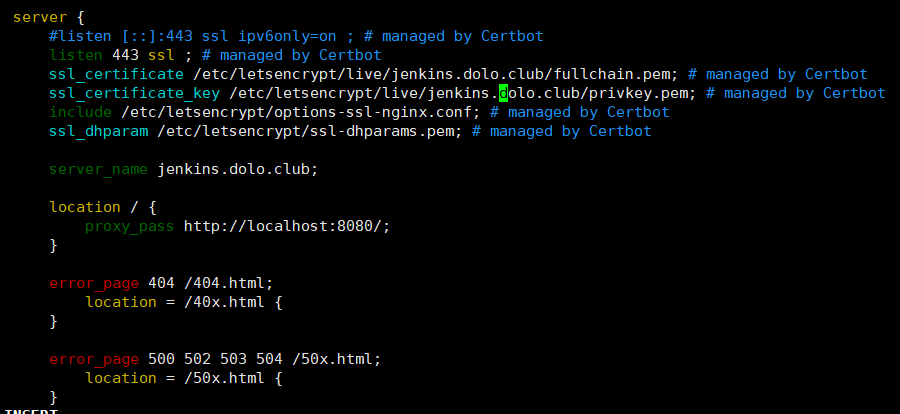 server {
#listen [::]:443 ssl ipv6only=on ; # managed by Certbot
listen 443 ssl ; # managed by Certbot
ssl_certificate /etc/letsencrypt/live/jenkins.dolo.club/fullchain.pem; # managed by Certbot
ssl_certificate_key /etc/letsencrypt/live/jenkins.dolo.club/privkey.pem; # managed by Certbot
include /etc/letsencrypt/options-ssl-nginx.conf; # managed by Certbot
ssl_dhparam /etc/letsencrypt/ssl-dhparams.pem; # managed by Certbot
server_name jenkins.dolo.club;
location / {
proxy_pass http://localhost:8080/;
}
error_page 404 /404.html;
location = /40x.html {
}
error_page 500 502 503 504 /50x.html;
location = /50x.html {
}
INSERT